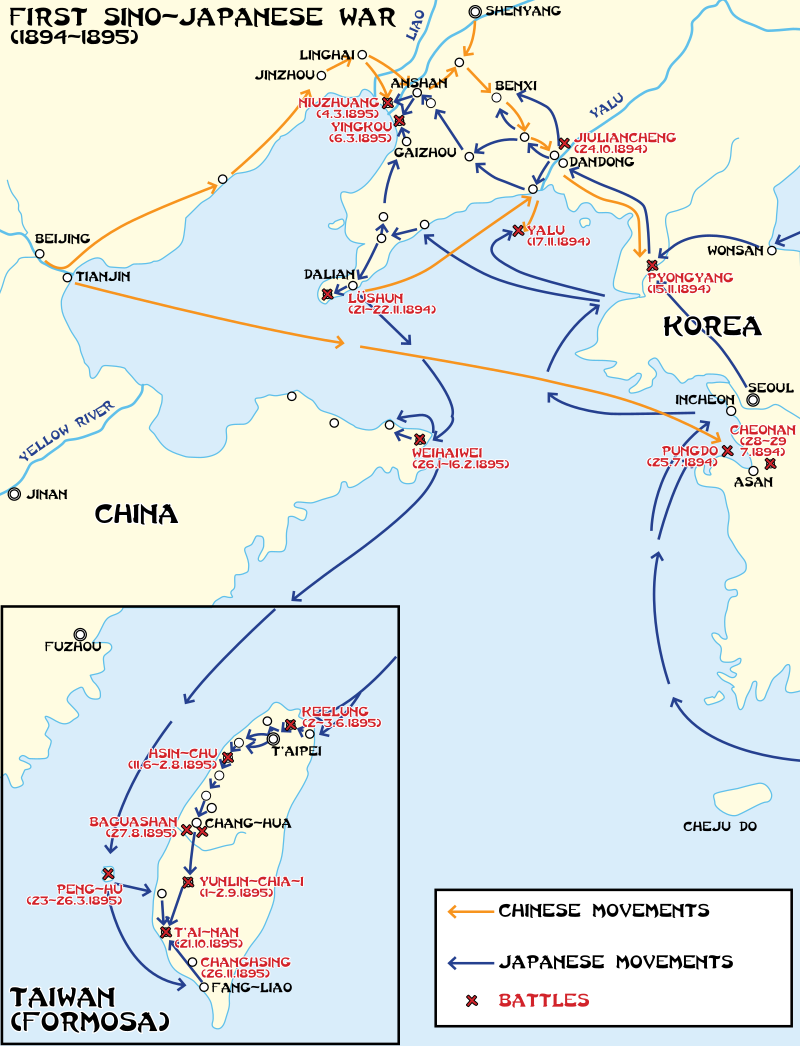 FIRST SINO-JAPANESE WAR
(1894-1895)
LIAO
SHENYANG
LINGHAI
JINZHOU
ANSHAN
BENXI
NIUZHUANG
(4.3.1895)
YINGKOU
(6.3.1895)
YALU
JIULIANCHENG
(24.10.1894)
GAIZHOU
DANDONG
BEIJING
TIANJIN
YALU
(17.11.1894)
WONSAN
DALIAN
LÜSHUN
(21-22.11.1894)
PYONGYANG
(15.11.1894)
KOREA
SEOUL
INCHEON
YELLOW RIVER
CHEONAN
(28-29
7.1894)
PUNGDO
(25.7.1894)
WEIHAIWEI
(26.1-16.2.1895)
ASAN
JINAN
CHINA
FUZHOU
KEELUNG
(2-3.6.1895)
T'AIPEI
HSIN-CHU
(11.6-2.8.1895)
BAGUASHAN
(27.8.1895)
CHANG-HUA
CHEJU DO
PENG-HU
(23-26.3.1895)
YUNLIN-CHIA-I
(1-2.9.1895)
T'AI-NAN
(21.10.1895)
CHANGHSING
(26.11.1895)
FANG-LIAO
TAIWAN
(FORMOSA)
CHINESE MOVEMENTS
JAPANESE MOVEMENTS
BATTLES